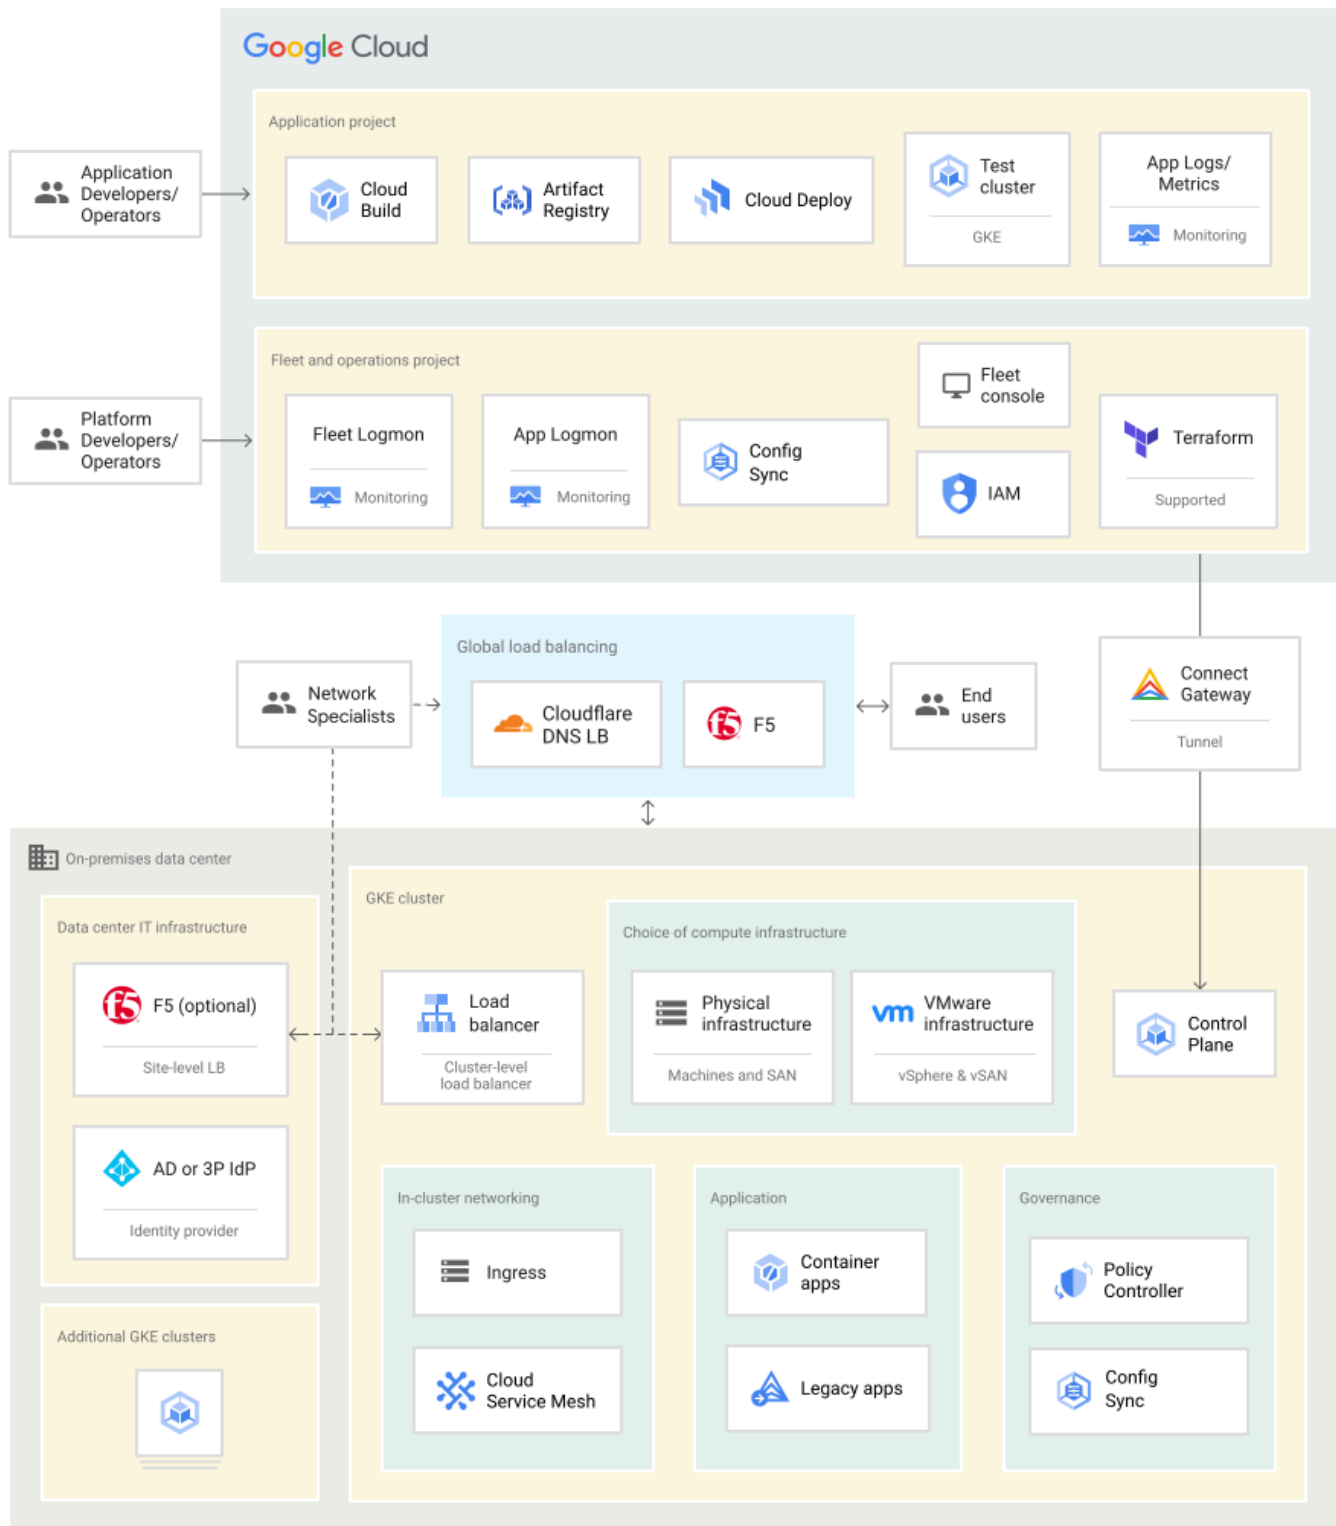 Google Cloud
Application project
Application
Developers/
Operators
Cloud
Build
Artifact
Registry
Cloud Deploy
Test
cluster
GKE
App Logs/
Metrics
Monitoring
Fleet and operations project
Platform
Developers/
Operators
Fleet Logmon
Monitoring
App Logmon
Monitoring
Config
Sync
Fleet
console
IAM
Terraform
Supported
Network
Specialists
Global load balancing
Cloudflare
DNS LB
f5
F5
End
users
Connect
Gateway
Tunnel
On-premises data center
Data center IT infrastructure
f5
F5 (optional)
Site-level LB
AD or 3P IdP
Identity provider
Additional GKE clusters
GKE cluster
Load
balancer
Cluster-level
load balancer
Choice of compute infrastructure
Physical
infrastructure
Machines and SAN
vm
VMware
infrastructure
vSphere & vSAN
Control
Plane
In-cluster networking
Ingress
Cloud
Service Mesh
Application
Container
apps
Legacy apps
Governance
Policy
Controller
Config
Sync